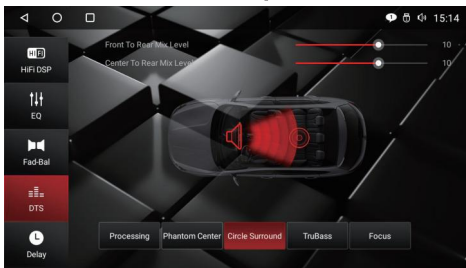 15:14
HiFi
HiFi DSP
Front To Rear Mix Level 10
Center To Rear Mix Level 10
EQ
Fad-Bal
DTS
Delay
Processing Phantom Center Circle Surround TruBass Focus